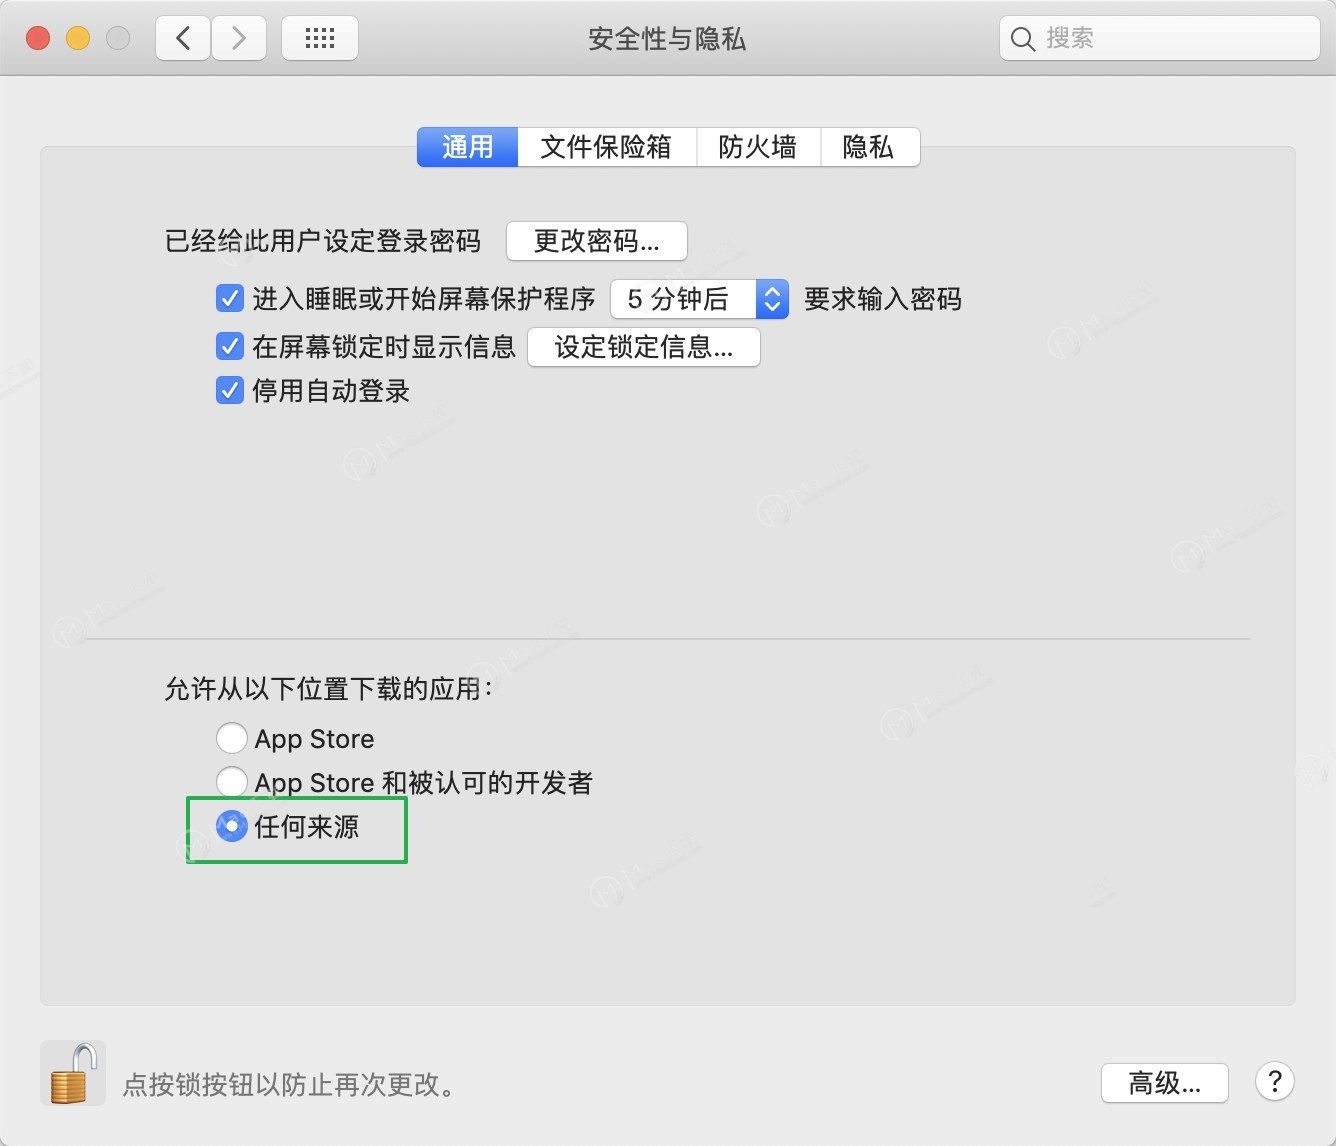 安全性与隐私
搜索
通用 文件保险箱 防火墙 隐私
已经给此用户设定登录密码 更改密码...
进入睡眠或开始屏幕保护程序 5 分钟后 要求输入密码
在屏幕锁定时显示信息 设定锁定信息...
停用自动登录
允许从以下位置下载的应用：
App Store
App Store 和被认可的开发者
任何来源
点按锁按钮以防止再次更改。
高级... ?